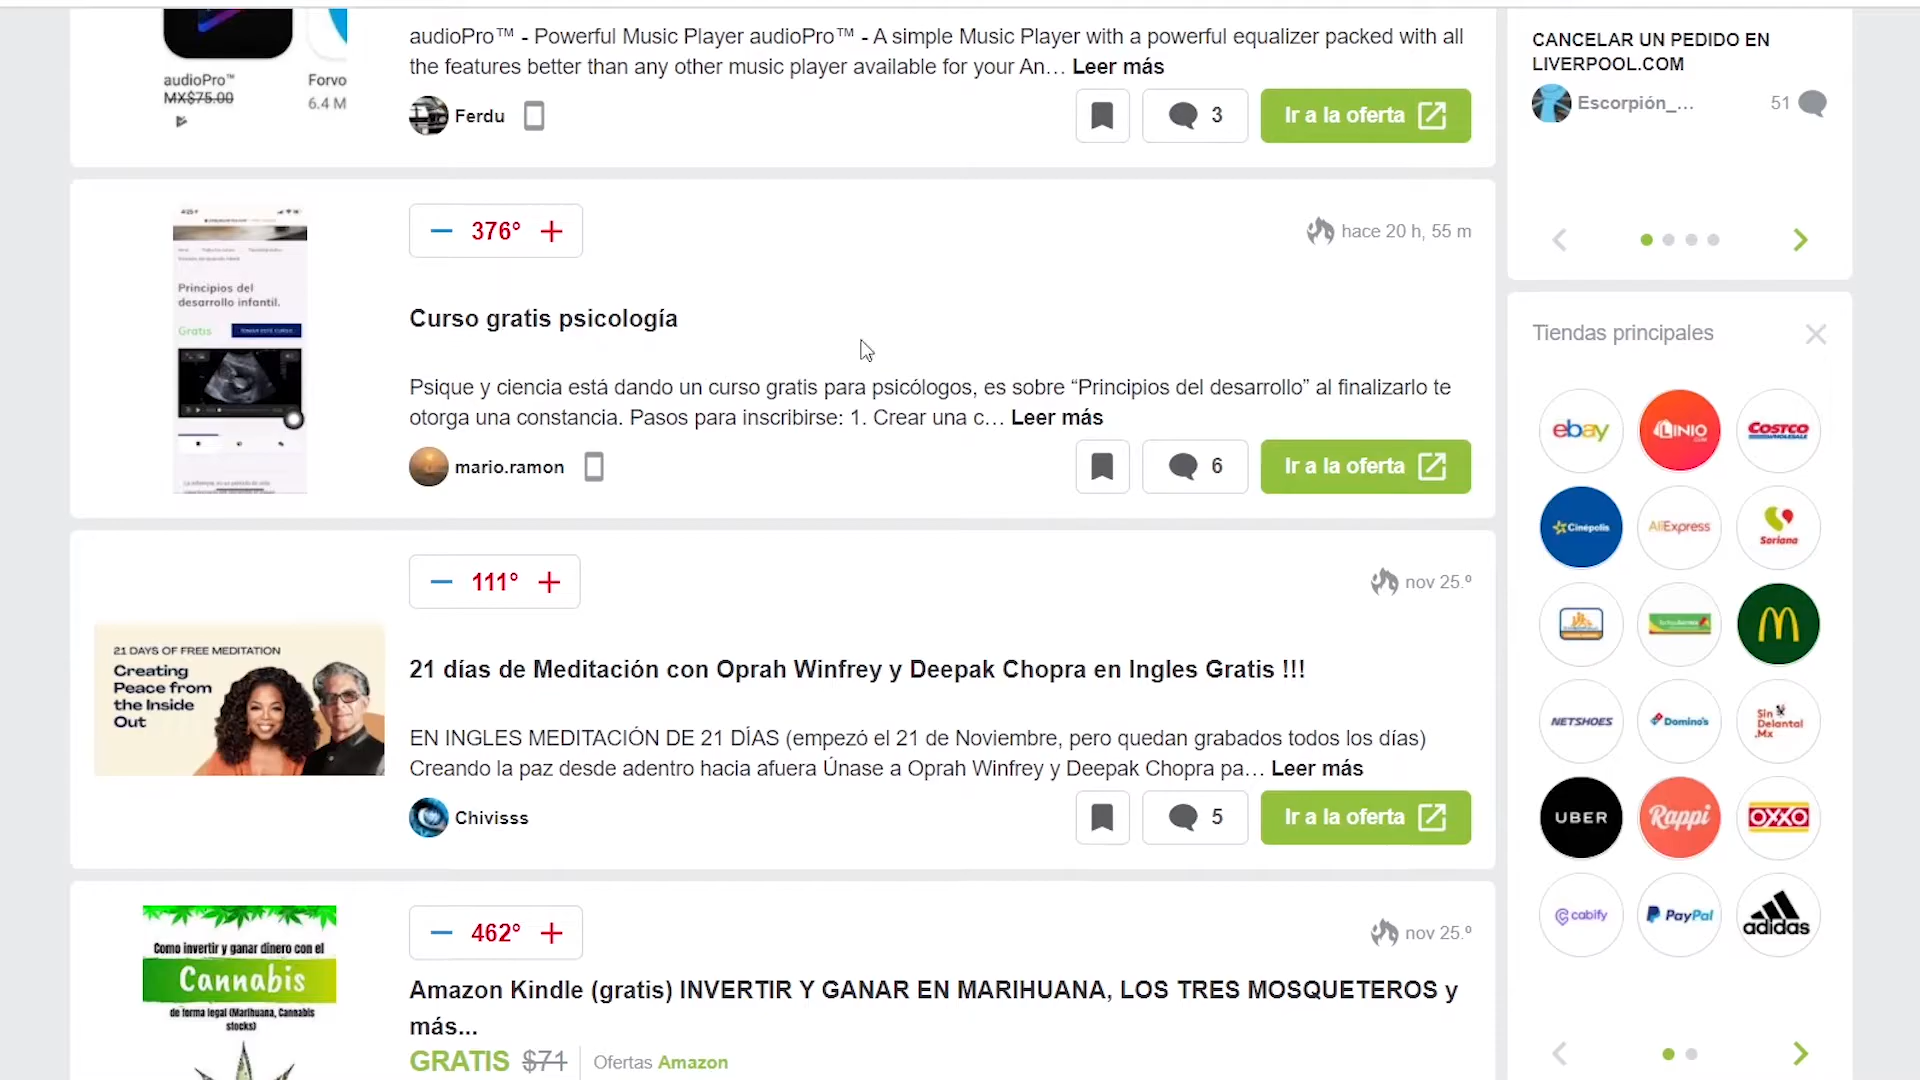 audioPro™
MX$75.00
Forvo
6.4 M
audioPro™ - Powerful Music Player audioPro™ - A simple Music Player with a powerful equalizer packed with all
the features better than any other music player available for your An… Leer más
Ferdu
3
Ir a la oferta
Principios del
desarrollo infantil.
Gratis
TOMAR ESTE CURSO
376°
hace 20 h, 55 m
Curso gratis psicología
Psique y ciencia está dando un curso gratis para psicólogos, es sobre “Principios del desarrollo” al finalizarlo te
otorga una constancia. Pasos para inscribirse: 1. Crear una c… Leer más
mario.ramon
6
Ir a la oferta
21 DAYS OF FREE MEDITATION
Creating
Peace from
the Inside
Out
111°
nov 25.º
21 días de Meditación con Oprah Winfrey y Deepak Chopra en Ingles Gratis !!!
EN INGLES MEDITACIÓN DE 21 DÍAS (empezó el 21 de Noviembre, pero quedan grabados todos los días)
Creando la paz desde adentro hacia afuera Únase a Oprah Winfrey y Deepak Chopra pa… Leer más
Chivisss
5
Ir a la oferta
Como invertir y ganar dinero con el
Cannabis
de forma legal (Marihuana, Cannabis
stocks)
462°
nov 25.º
Amazon Kindle (gratis) INVERTIR Y GANAR EN MARIHUANA, LOS TRES MOSQUETEROS y
más...
GRATIS $71 Ofertas Amazon
CANCELAR UN PEDIDO EN
LIVERPOOL.COM
Escorpión_…
51
Tiendas principales
ebay
LINIO
COSTCO
WHOLESALE
Cinépolis
AliExpress
Soriana
NETSHOES
Domino's
Sin
Delantal
.Mx
UBER
Rappi
OXXO
cabify
PayPal
adidas